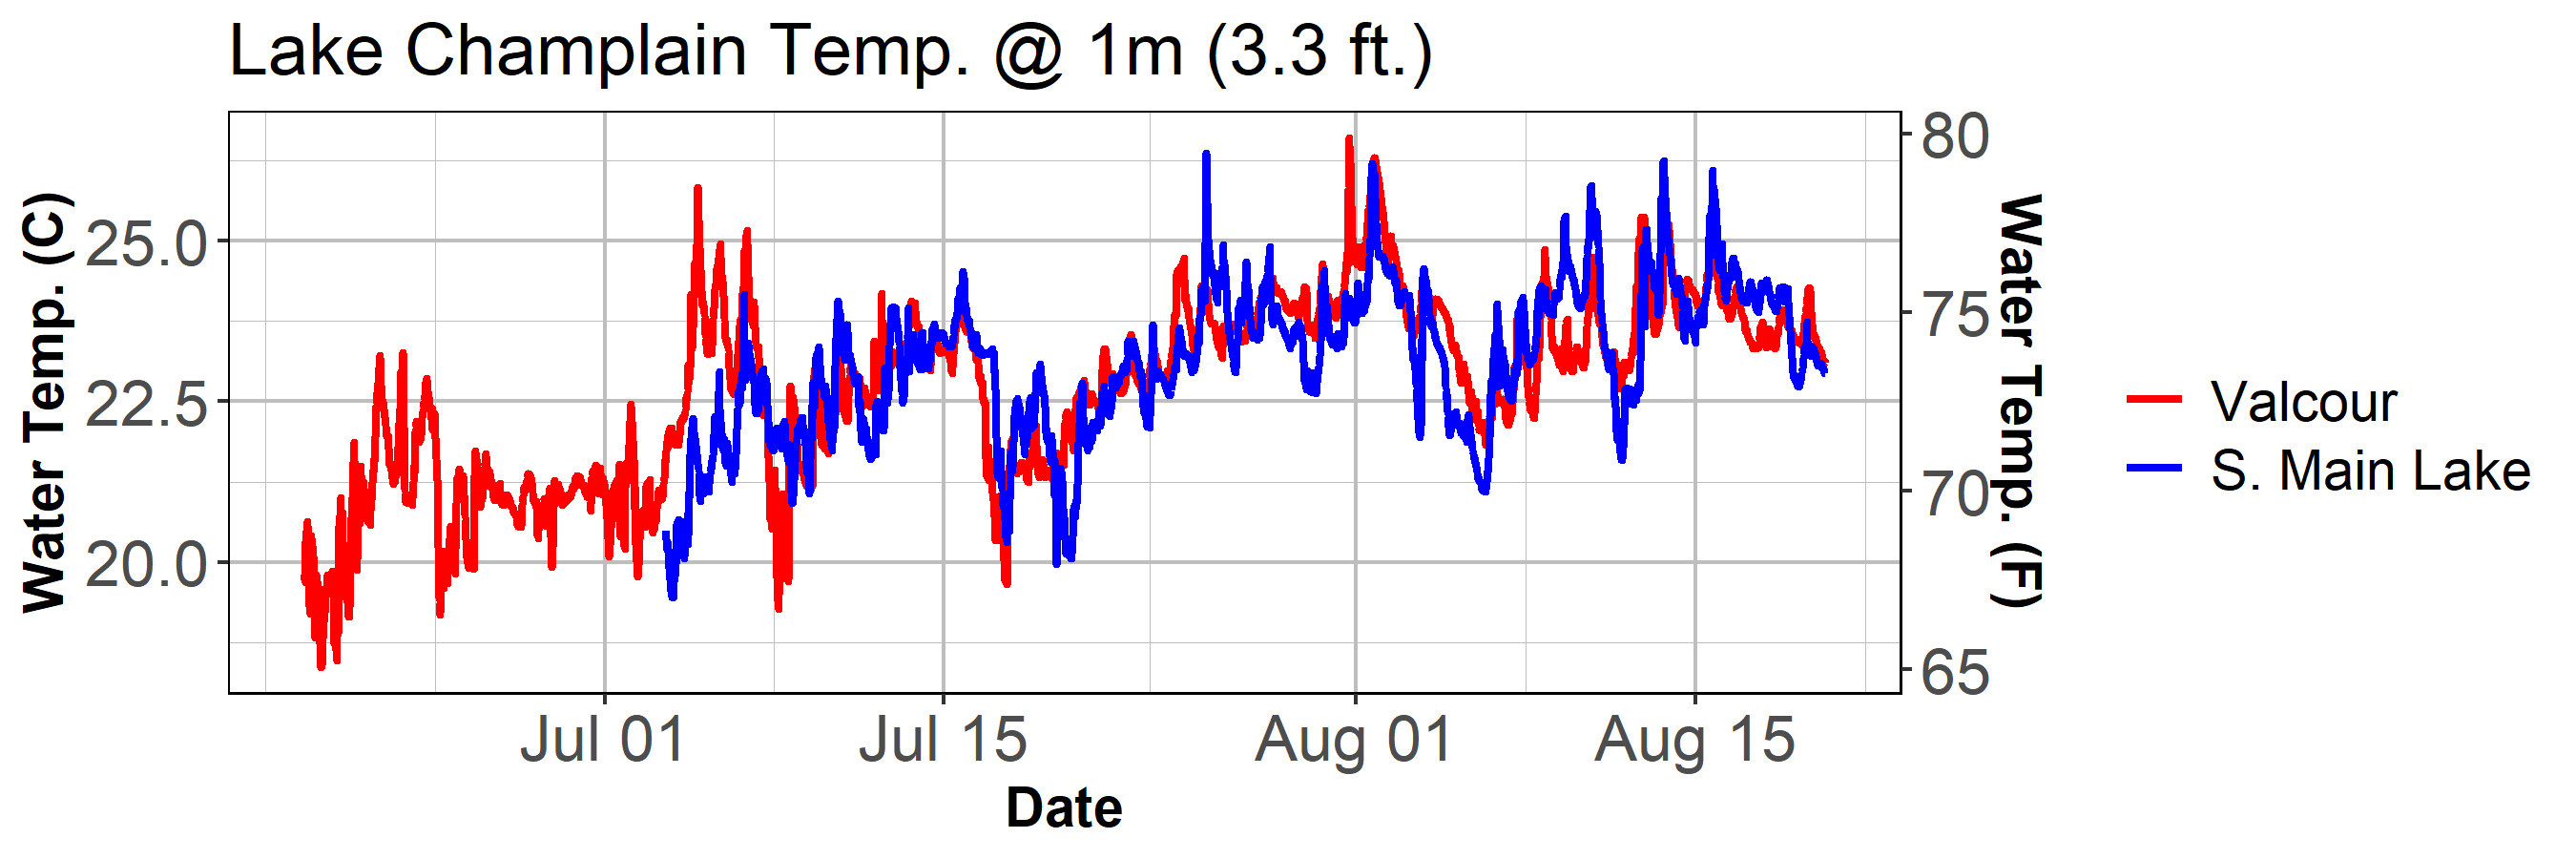 Lake Champlain Temp. @ 1m (3.3 ft.)
Water Temp. (C)
25.0
22.5
20.0
80
75
70
65
Water Temp. (F)
Jul 01
Jul 15
Aug 01
Aug 15
Date
Valcour
S. Main Lake